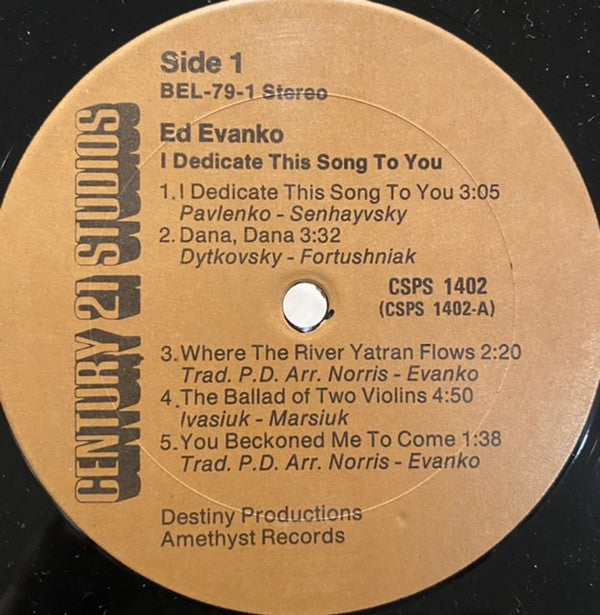 CENTURY 21 STUDIOS
Side 1
BEL-79-1 Stereo
Ed Evanko
I Dedicate This Song To You
1. I Dedicate This Song To You 3:05
Pavlenko - Senhayvsky
2. Dana, Dana 3:32
Dytkovsky - Fortushniak
CSPS 1402
(CSPS 1402-A)
3. Where The River Yatran Flows 2:20
Trad. P.D. Arr. Norris - Evanko
4. The Ballad of Two Violins 4:50
Ivasiuk - Marsiuk
5. You Beckoned Me To Come 1:38
Trad. P.D. Arr. Norris - Evanko
Destiny Productions
Amethyst Records